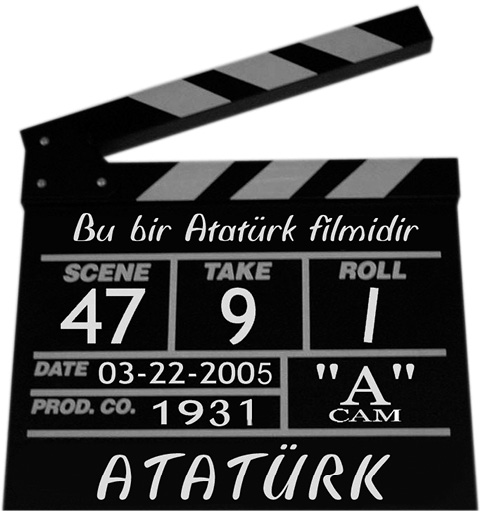 Bu bir Atatürk filmidir
SCENE TAKE ROLL
47 9 1
DATE 03-22-2005
PROD. CO. 1931
"A"
CAM
ATATÜRK